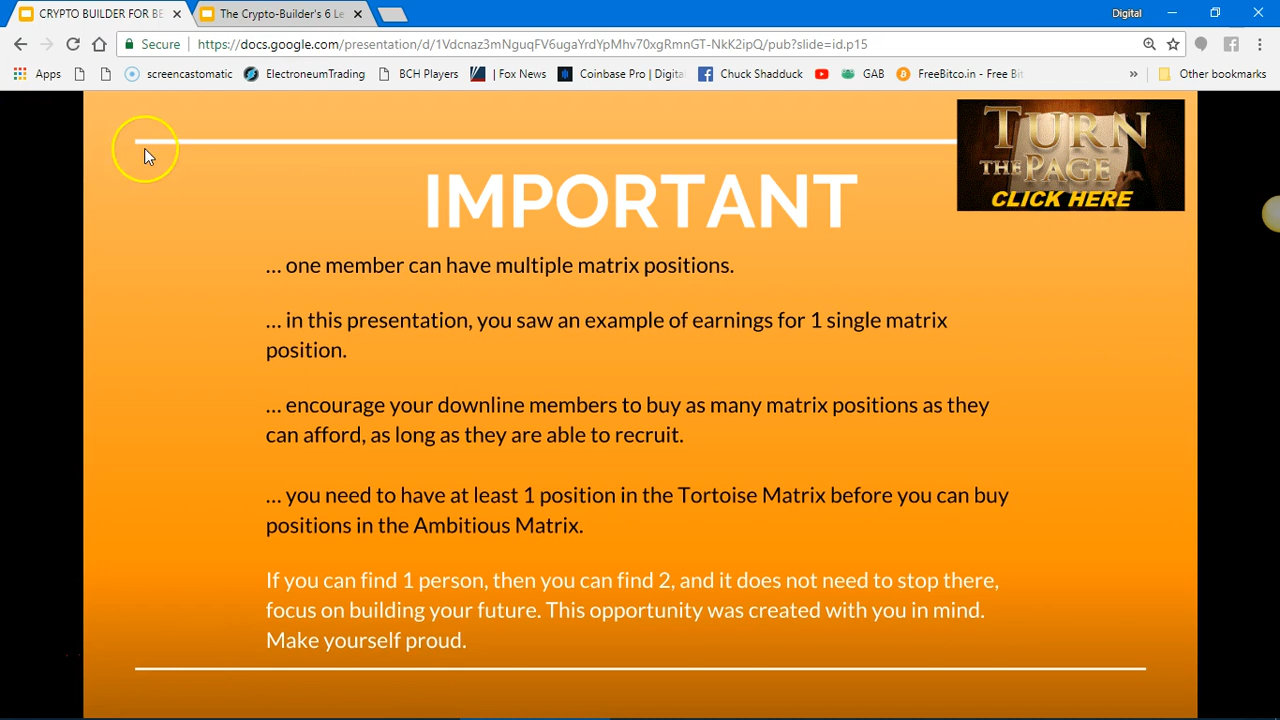 CRYPTO BUILDER FOR BE
The Crypto-Builder's 6 Le
Digital
Secure
https://docs.google.com/presentation/d/1Vdcnaz3mNguqFV6ugaYrdYpMhv70xgRmnGT-NkK2ipQ/pub?slide=id.p15
Apps
screencastomatic
ElectroneumTrading
BCH Players
| Fox News
Coinbase Pro | Digita
Chuck Shadduck
GAB
FreeBitco.in - Free Bit
»
Other bookmarks
TURN
THE PAGE
CLICK HERE
IMPORTANT
... one member can have multiple matrix positions.
... in this presentation, you saw an example of earnings for 1 single matrix
position.
... encourage your downline members to buy as many matrix positions as they
can afford, as long as they are able to recruit.
... you need to have at least 1 position in the Tortoise Matrix before you can buy
positions in the Ambitious Matrix.
If you can find 1 person, then you can find 2, and it does not need to stop there,
focus on building your future. This opportunity was created with you in mind.
Make yourself proud.